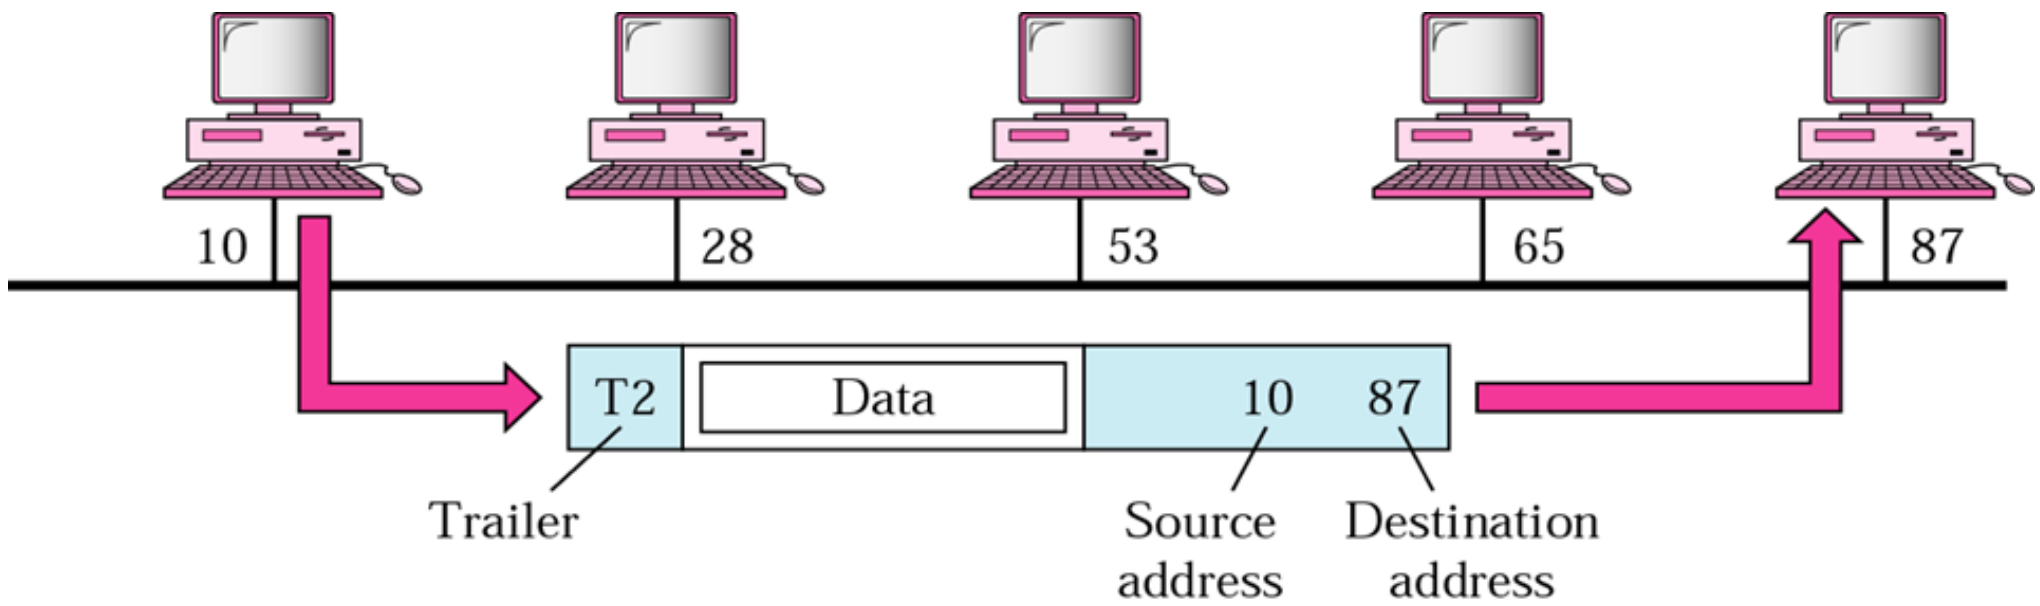 10
28
53
65
87
T2
Data
10
87
Trailer
Source
address
Destination
address